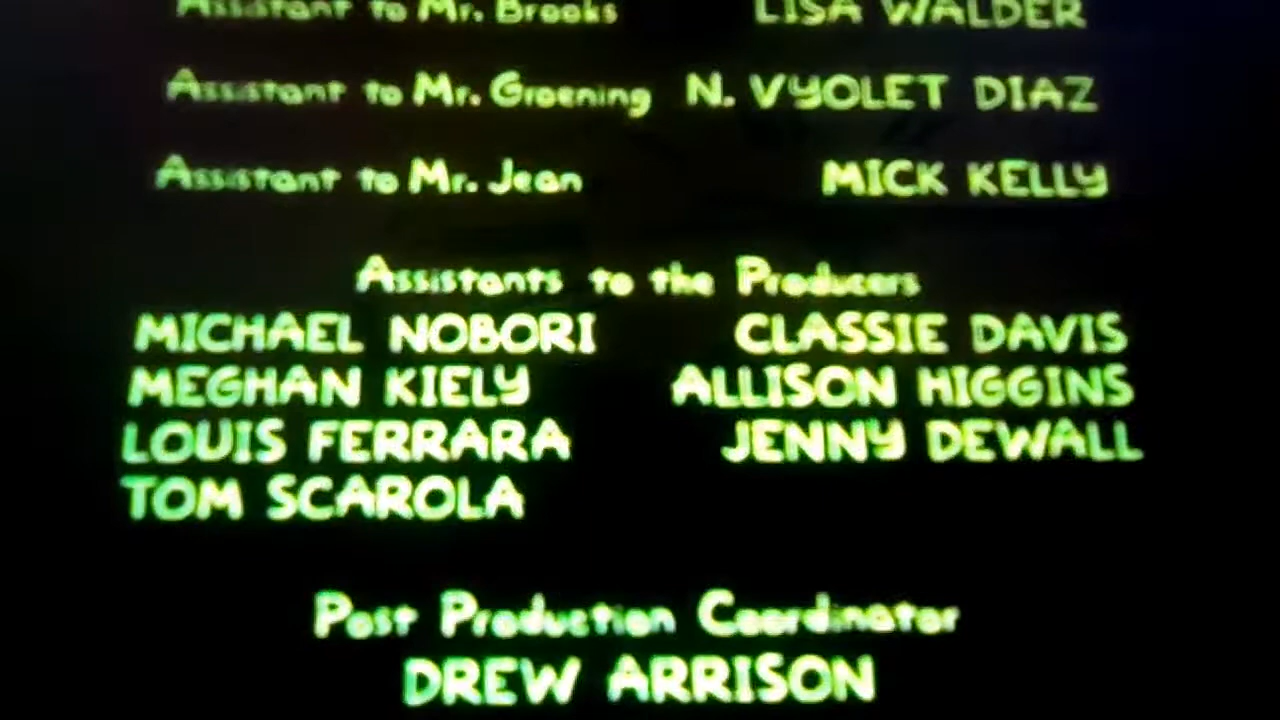 Assistant to Mr. Brooks LISA WALDER
Assistant to Mr. Groening N. VYOLET DIAZ
Assistant to Mr. Jean MICK KELLY
Assistants to the Producers
MICHAEL NOBORI CLASSIE DAVIS
MEGHAN KIELY ALLISON HIGGINS
LOUIS FERRARA JENNY DEWALL
TOM SCAROLA
Post Production Coordinator
DREW ARRISON